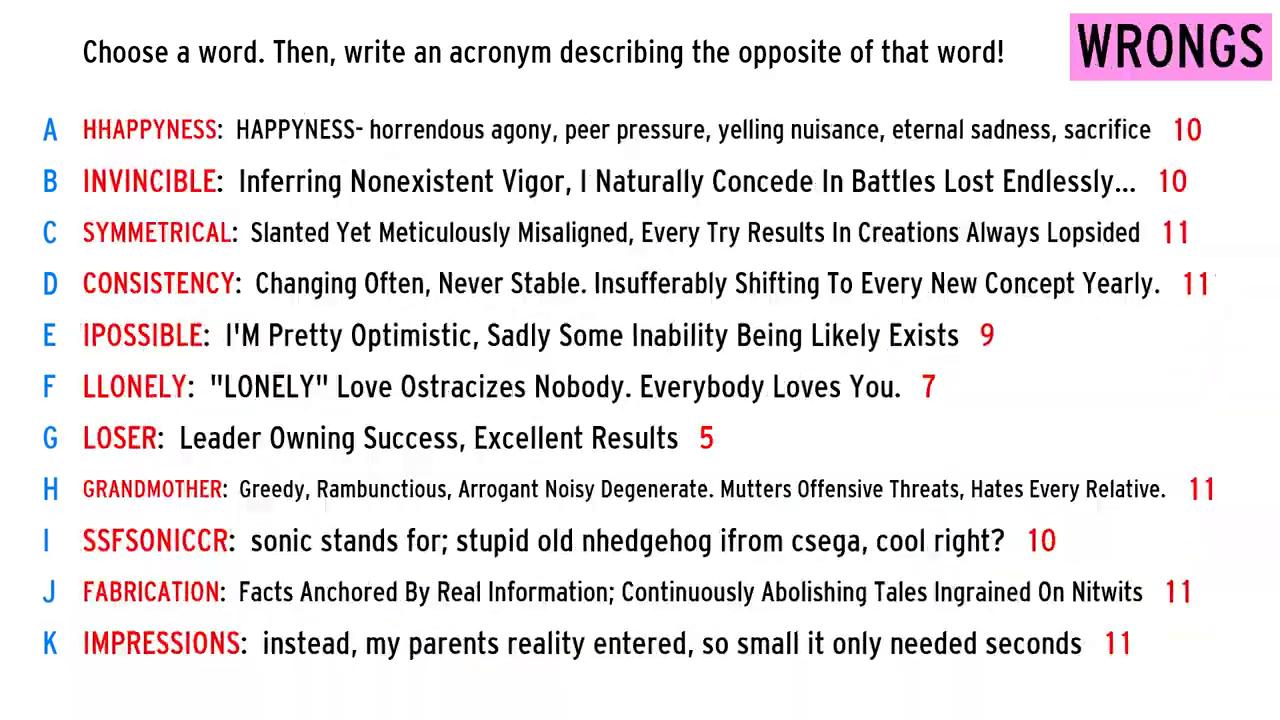 Choose a word. Then, write an acronym describing the opposite of that word!
WRONGS
A HHAPPYNESS: HAPPYNESS- horrendous agony, peer pressure, yelling nuisance, eternal sadness, sacrifice 10
B INVINCIBLE: Inferring Nonexistent Vigor, I Naturally Concede In Battles Lost Endlessly... 10
C SYMMETRICAL: Slanted Yet Meticulously Misaligned, Every Try Results In Creations Always Lopsided 11
D CONSISTENCY: Changing Often, Never Stable. Insufferably Shifting To Every New Concept Yearly. 11
E IPOSSIBLE: I'M Pretty Optimistic, Sadly Some Inability Being Likely Exists 9
F LLONELY: "LONELY" Love Ostracizes Nobody. Everybody Loves You. 7
G LOSER: Leader Owning Success, Excellent Results 5
H GRANDMOTHER: Greedy, Rambunctious, Arrogant Noisy Degenerate. Mutters Offensive Threats, Hates Every Relative. 11
I SSFSONICCR: sonic stands for; stupid old nhedgehog ifrom csega, cool right? 10
J FABRICATION: Facts Anchored By Real Information; Continuously Abolishing Tales Ingrained On Nitwits 11
K IMPRESSIONS: instead, my parents reality entered, so small it only needed seconds 11